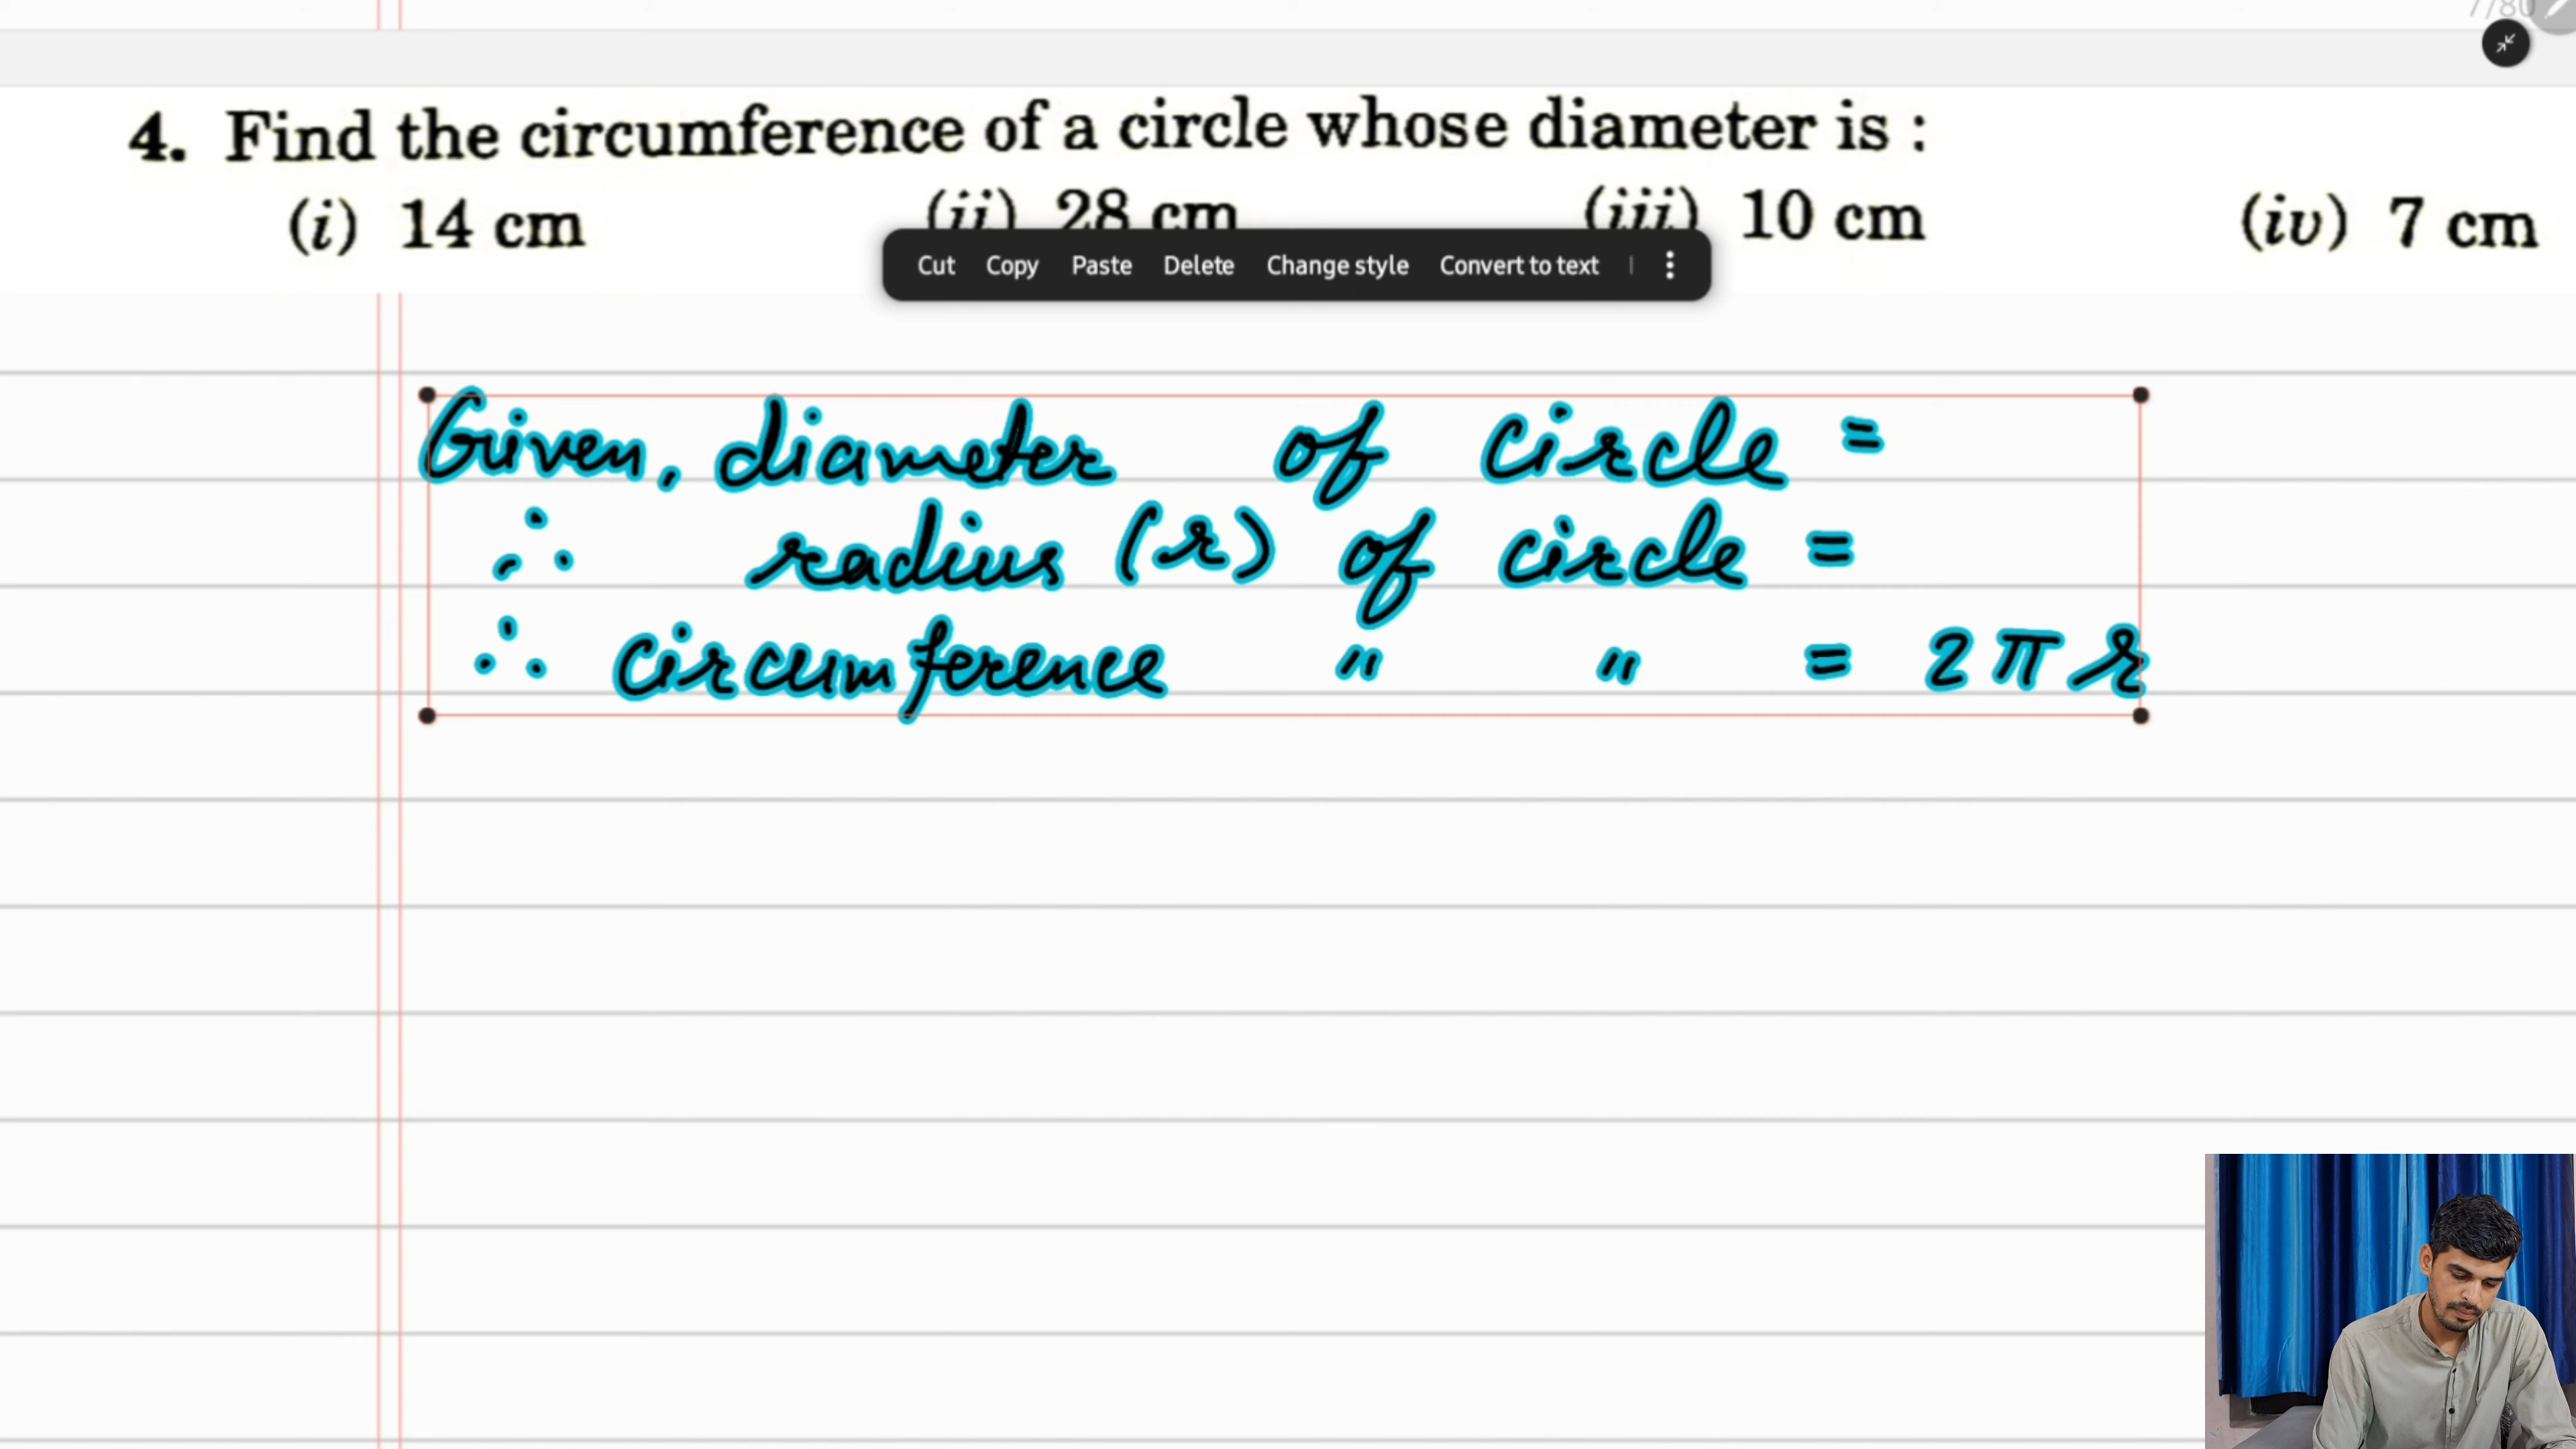 7/80
4. Find the circumference of a circle whose diameter is :
(i) 14 cm (ii) 28 cm (iii) 10 cm (iv) 7 cm
Cut Copy Paste Delete Change style Convert to text
Given, diameter of circle =
∴ radius (r) of circle =
∴ circumference " " = 2πr